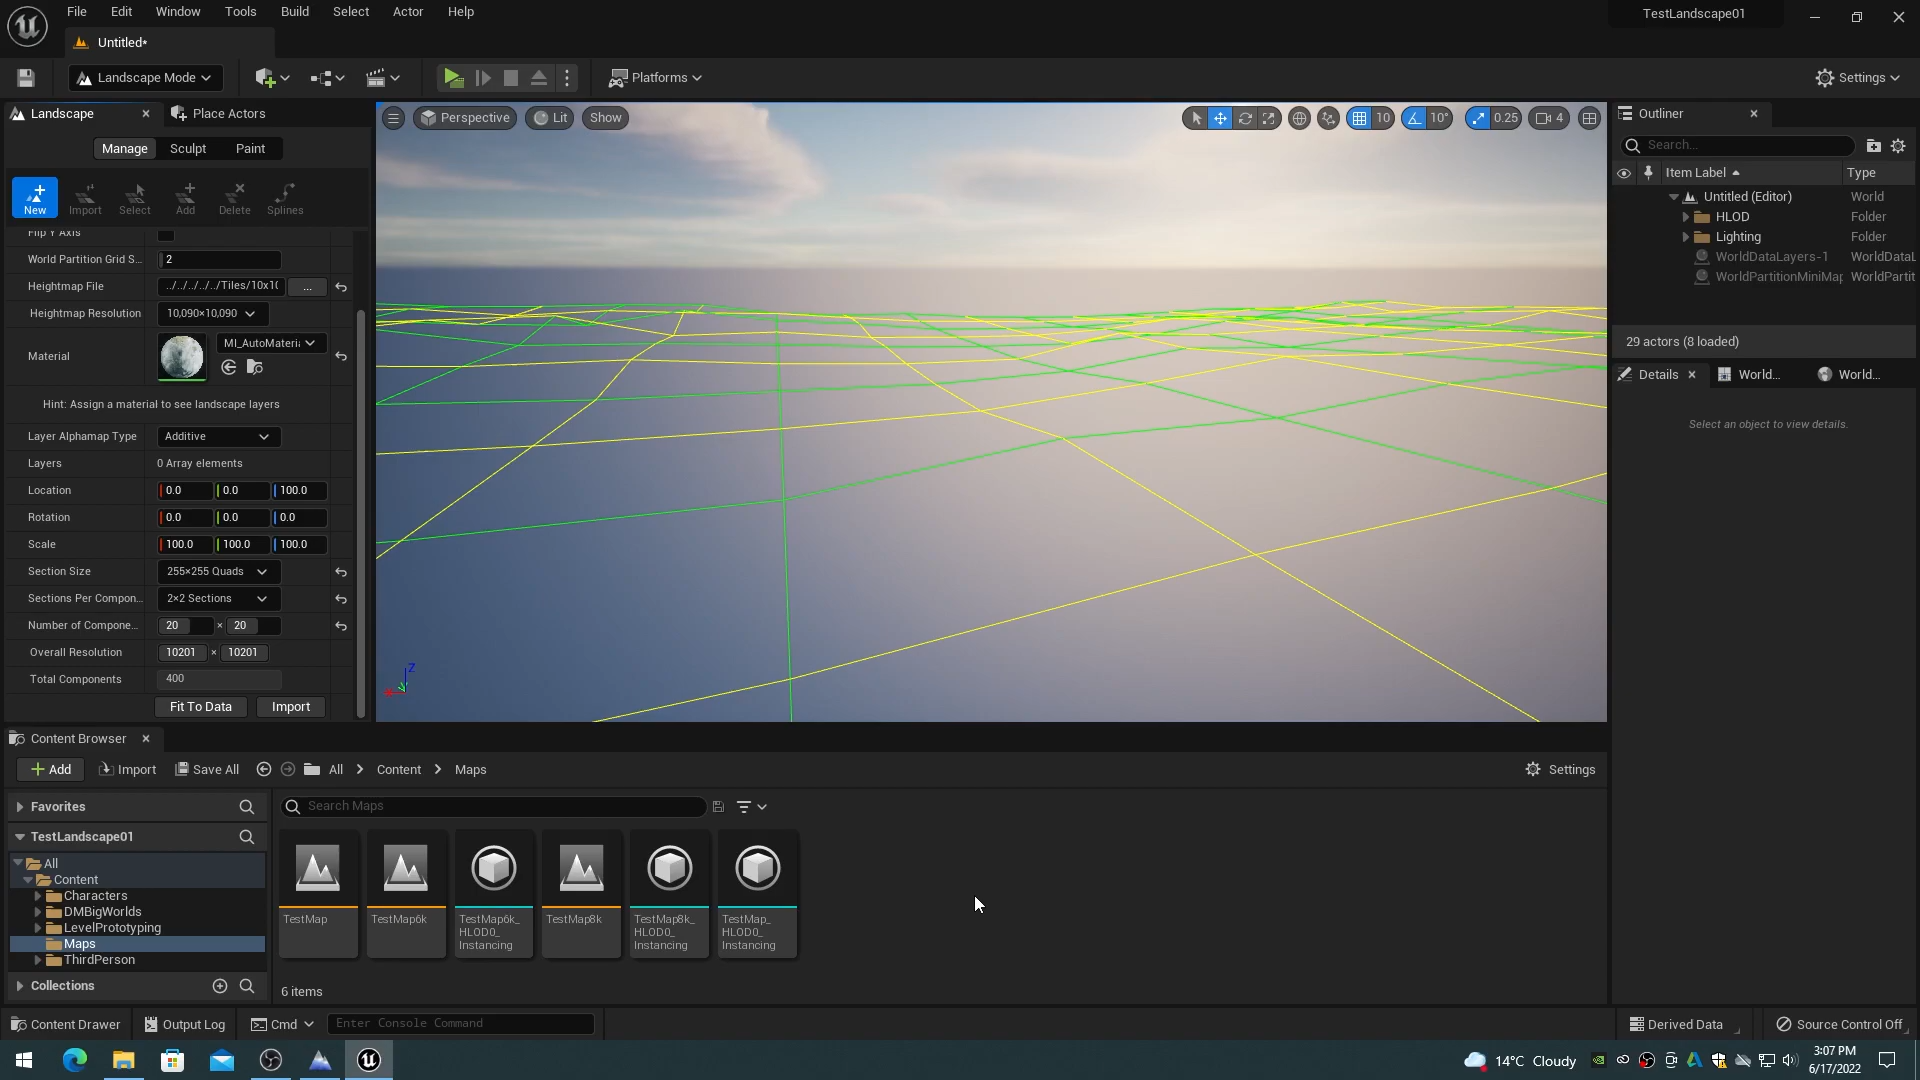 File Edit Window Tools Build Select Actor Help
TestLandscape01
Untitled*
Landscape Mode
Platforms
Settings
Landscape
Place Actors
Manage Sculpt Paint
New Import Select Add Delete Splines
Flip Y Axis
World Partition Grid S... 2
Heightmap File ../../../../../Tiles/10x10 ...
Heightmap Resolution 10,090×10,090
Material MI_AutoMateria
Hint: Assign a material to see landscape layers
Layer Alphamap Type Additive
Layers 0 Array elements
Location 0.0 0.0 100.0
Rotation 0.0 0.0 0.0
Scale 100.0 100.0 100.0
Section Size 255×255 Quads
Sections Per Compon... 2×2 Sections
Number of Compone... 20 × 20
Overall Resolution 10201 × 10201
Total Components 400
Fit To Data Import
Perspective Lit Show
10 10° 0.25 4
Z
Outliner
Search...
Item Label Type
Untitled (Editor) World
HLOD Folder
Lighting Folder
WorldDataLayers-1 WorldDataL
WorldPartitionMiniMap WorldPartit
29 actors (8 loaded)
Details World... World...
Select an object to view details.
Content Browser
Add Import Save All All > Content > Maps
Settings
Favorites
TestLandscape01
All
Content
Characters
DMBigWorlds
LevelPrototyping
Maps
ThirdPerson
Collections
Search Maps
TestMap
TestMap6k
TestMap6k_
HLOD0_
Instancing
TestMap8k
TestMap8k_
HLOD0_
Instancing
TestMap_
HLOD0_
Instancing
6 items
Content Drawer Output Log Cmd Enter Console Command
Derived Data Source Control Off
14°C Cloudy
3:07 PM
6/17/2022